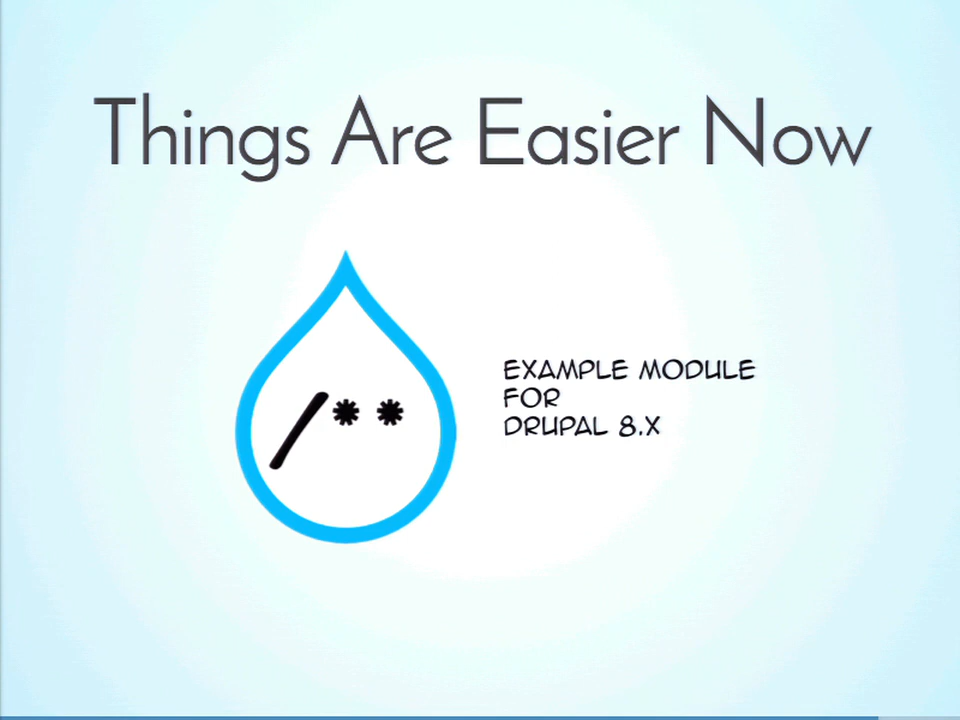 Things Are Easier Now
/**
EXAMPLE MODULE
FOR
DRUPAL 8.X